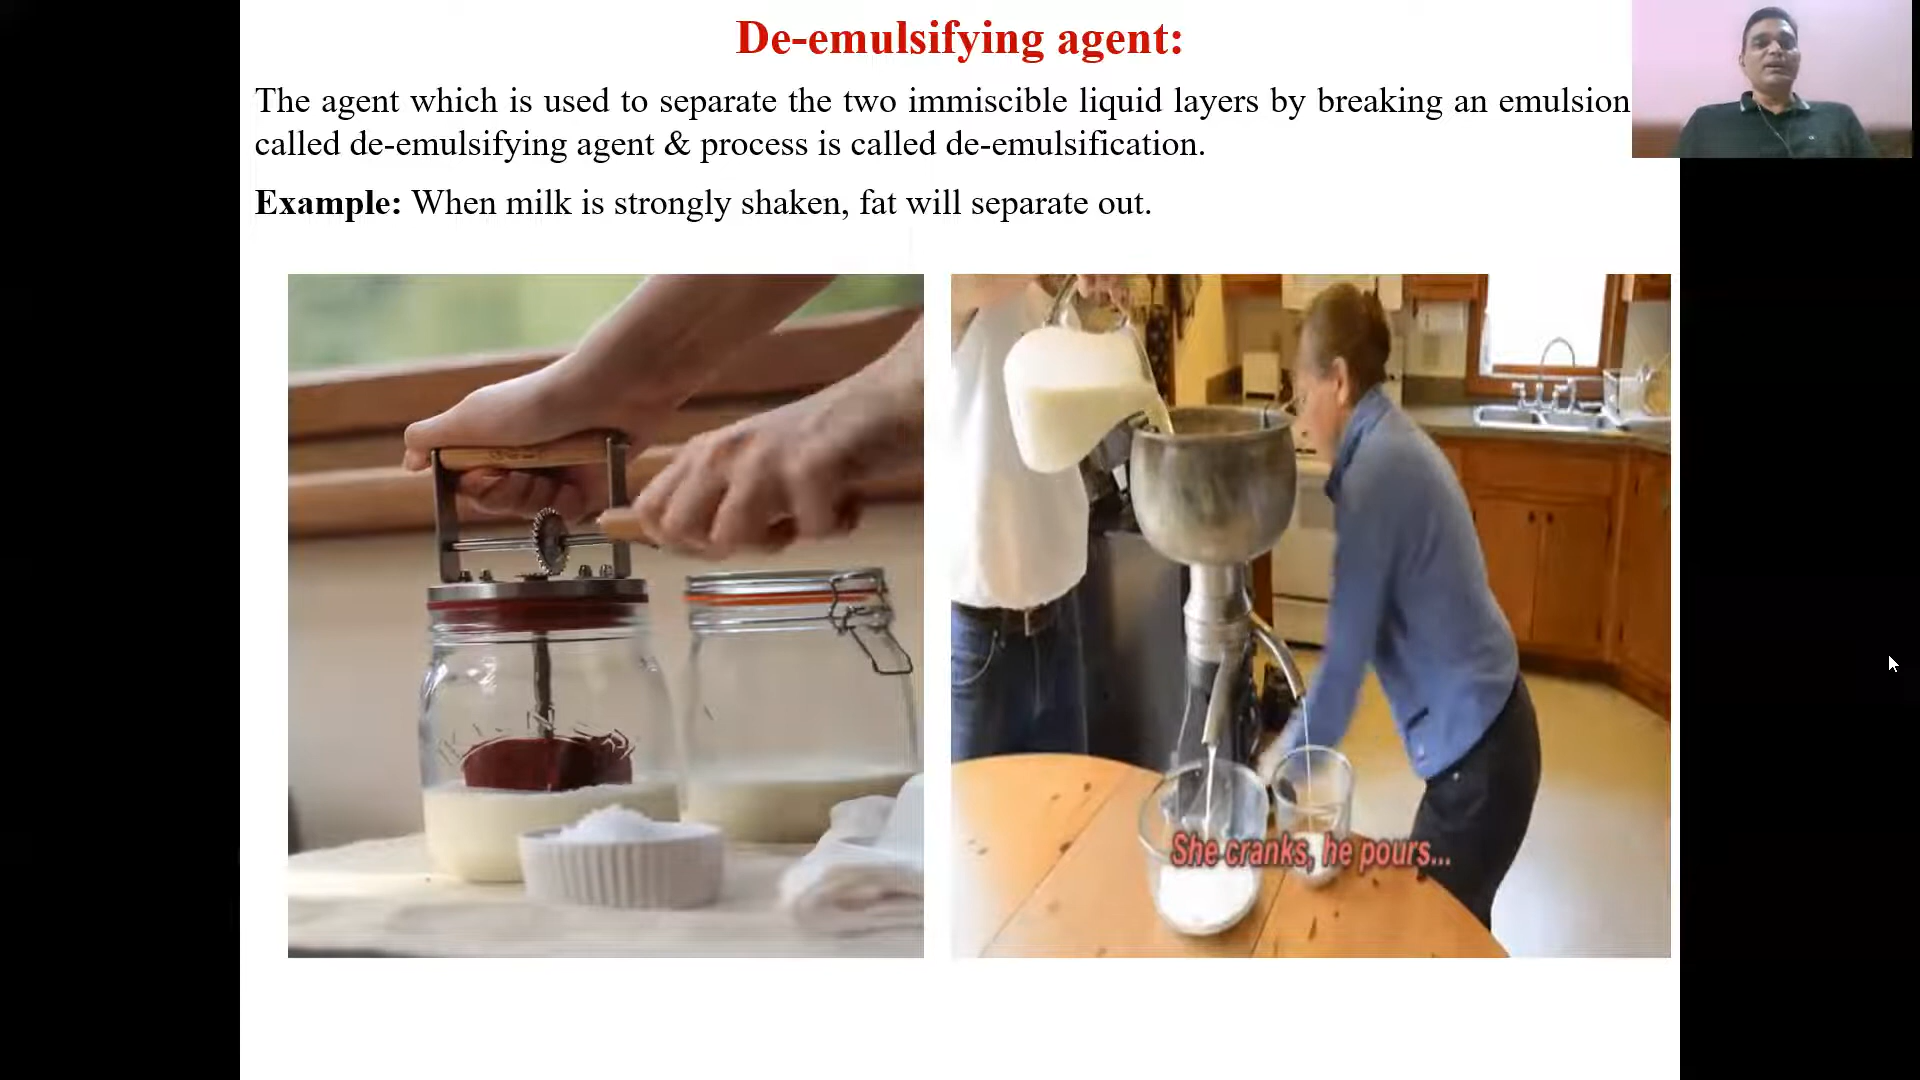 De-emulsifying agent:
The agent which is used to separate the two immiscible liquid layers by breaking an emulsion
called de-emulsifying agent & process is called de-emulsification.
Example: When milk is strongly shaken, fat will separate out.
She cranks, he pours...